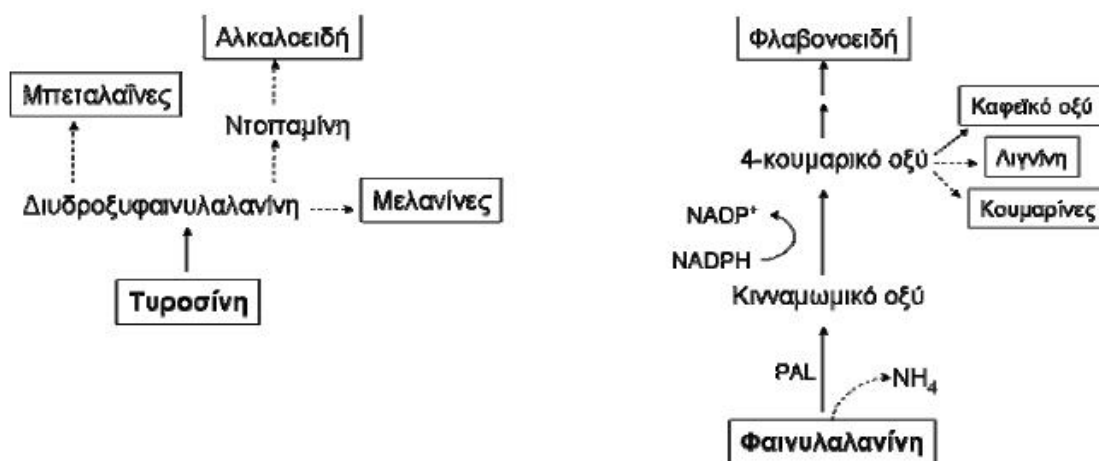 Αλκαλοειδή
Μπεταλαΐνες
Ντοπαμίνη
Διυδροξυφαινυλαλανίνη
Μελανίνες
Τυροσίνη
Φλαβονοειδή
Καφεϊκό οξύ
4-κουμαρικό οξύ
Λιγνίνη
Κουμαρίνες
NADP⁺
NADPH
Κινναμωμικό οξύ
PAL
NH₄
Φαινυλαλανίνη